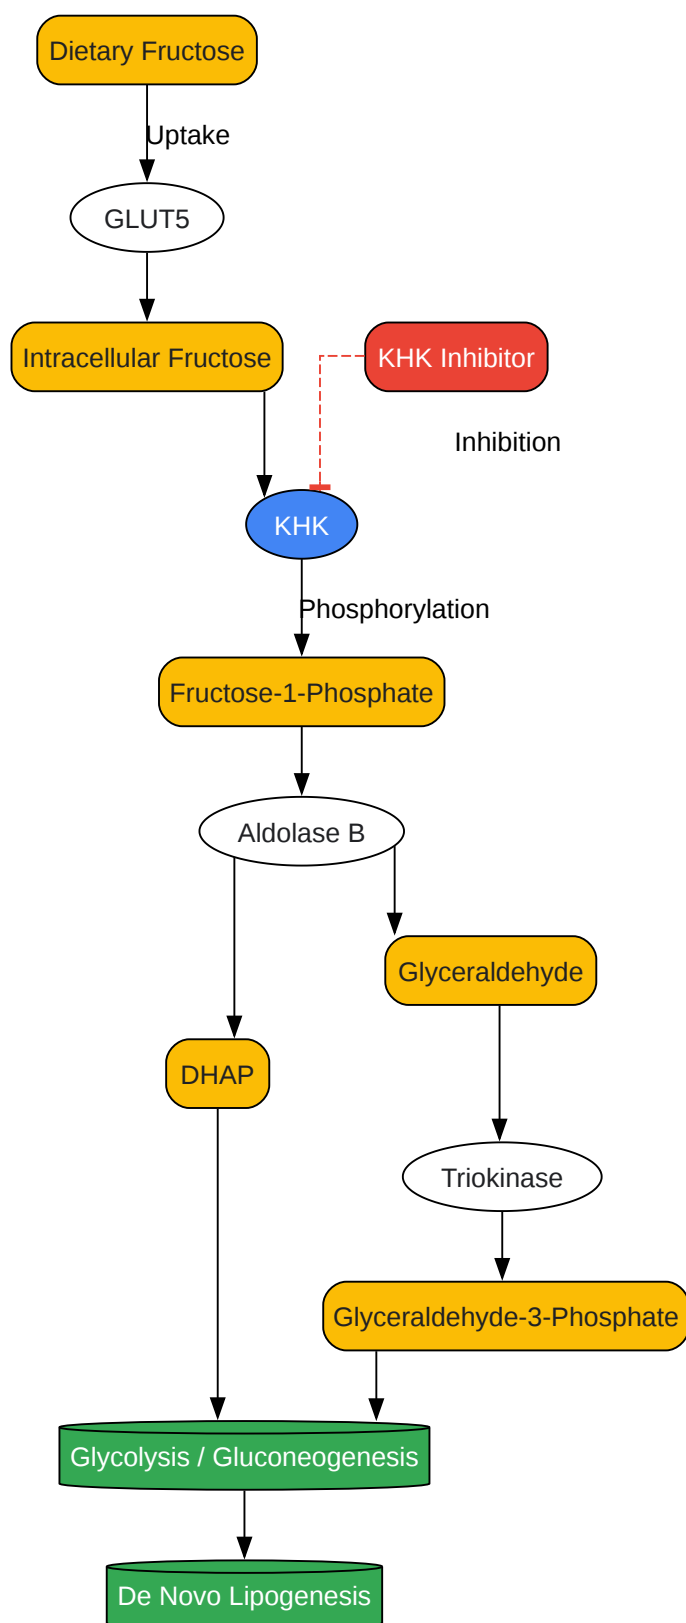 Dietary Fructose
Uptake
GLUT5
Intracellular Fructose
KHK Inhibitor
Inhibition
KHK
Phosphorylation
Fructose-1-Phosphate
Aldolase B
Glyceraldehyde
DHAP
Triokinase
Glyceraldehyde-3-Phosphate
Glycolysis / Gluconeogenesis
De Novo Lipogenesis